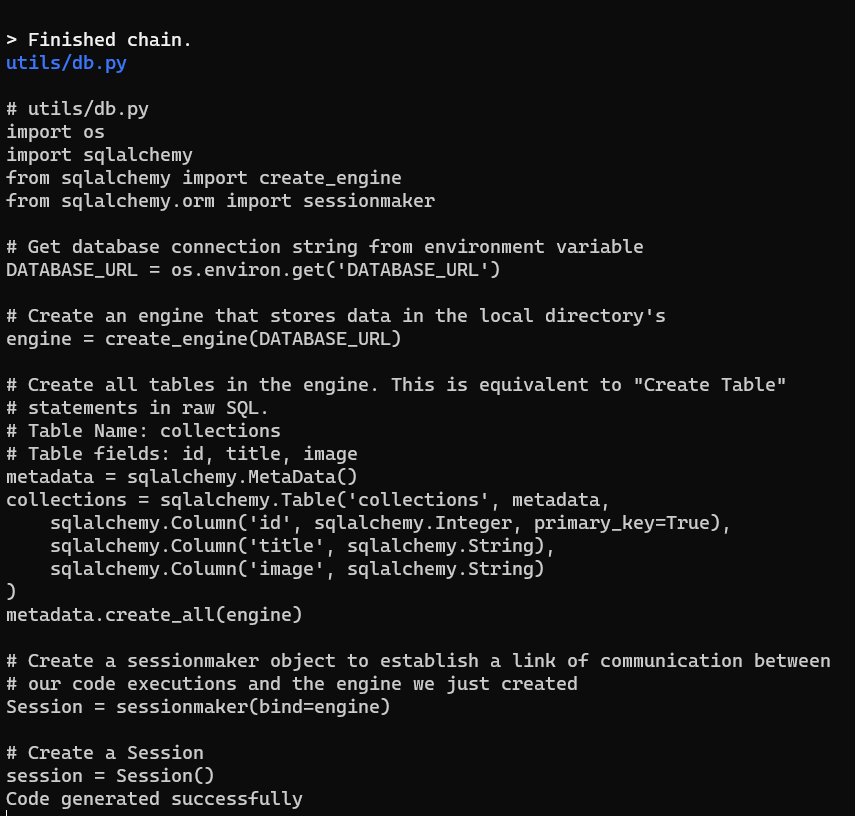 > Finished chain.
utils/db.py
# utils/db.py
import os
import sqlalchemy
from sqlalchemy import create_engine
from sqlalchemy.orm import sessionmaker
# Get database connection string from environment variable
DATABASE_URL = os.environ.get('DATABASE_URL')
# Create an engine that stores data in the local directory's
engine = create_engine(DATABASE_URL)
# Create all tables in the engine. This is equivalent to "Create Table"
# statements in raw SQL.
# Table Name: collections
# Table fields: id, title, image
metadata = sqlalchemy.MetaData()
collections = sqlalchemy.Table('collections', metadata,
    sqlalchemy.Column('id', sqlalchemy.Integer, primary_key=True),
    sqlalchemy.Column('title', sqlalchemy.String),
    sqlalchemy.Column('image', sqlalchemy.String)
)
metadata.create_all(engine)
# Create a sessionmaker object to establish a link of communication between
# our code executions and the engine we just created
Session = sessionmaker(bind=engine)
# Create a Session
session = Session()
Code generated successfully